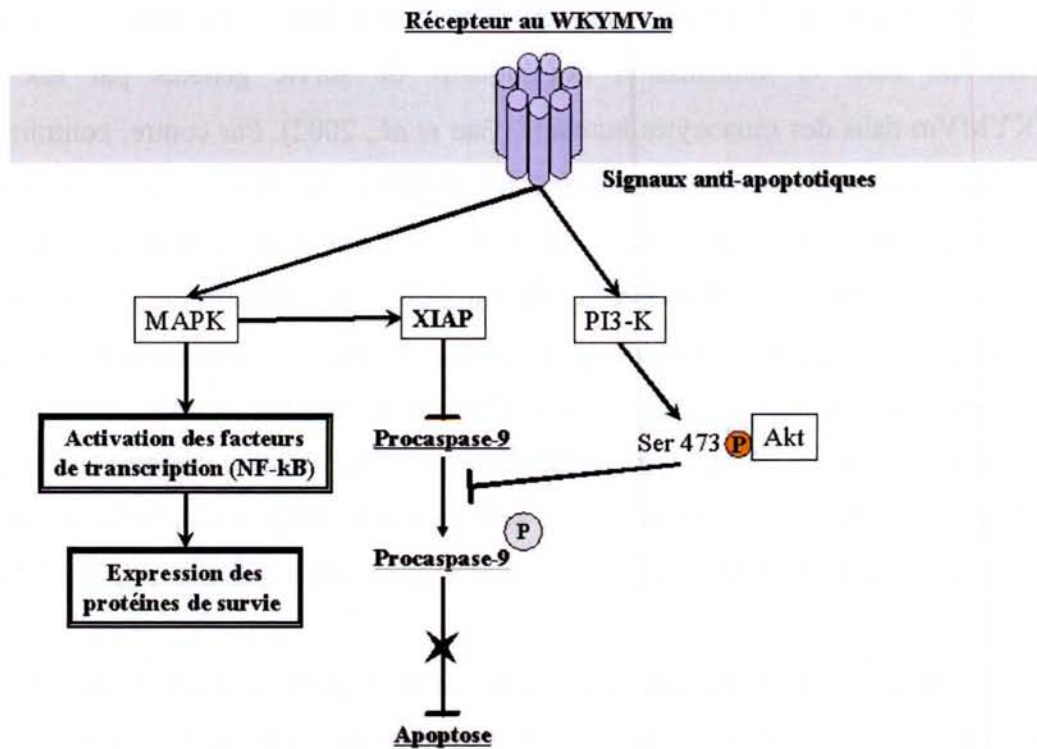 Récepteur au WKYMVm
Signaux anti-apoptotiques
MAPK
XIAP
PI3-K
Activation des facteurs
de transcription (NF-kB)
Procaspase-9
Ser 473 P Akt
P
Procaspase-9
Expression des
protéines de survie
Apoptose